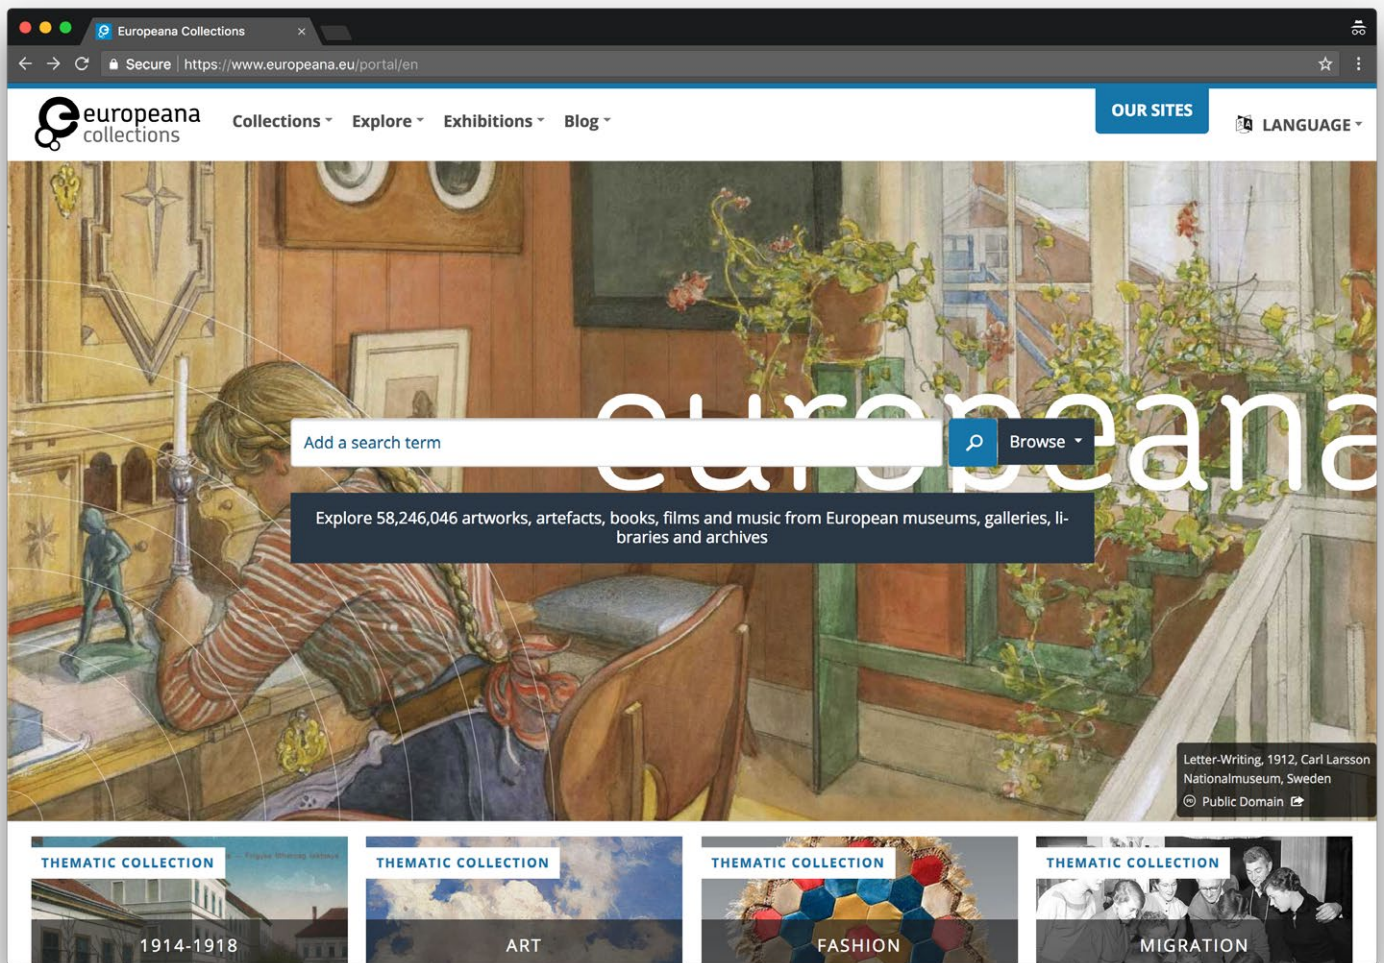 Europeana Collections
Secure | https://www.europeana.eu/portal/en
europeana
collections
Collections
Explore
Exhibitions
Blog
OUR SITES
LANGUAGE
europeana
Add a search term
Browse
Explore 58,246,046 artworks, artefacts, books, films and music from European museums, galleries, li-
braries and archives
Letter-Writing, 1912, Carl Larsson
Nationalmuseum, Sweden
Public Domain
THEMATIC COLLECTION
1914-1918
THEMATIC COLLECTION
ART
THEMATIC COLLECTION
FASHION
THEMATIC COLLECTION
MIGRATION